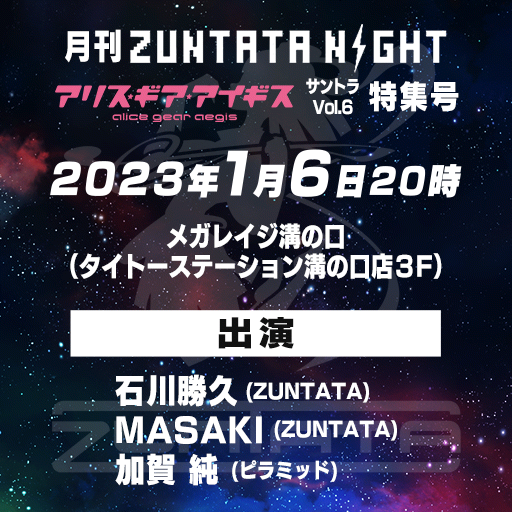 月刊 ZUNTATA NIGHT
アリス・ギア・アイギス サントラ Vol.6 特集号
alice gear aegis
2023年1月6日20時
メガレイジ溝の口
(タイトーステーション溝の口店3F)
出演
石川勝久 (ZUNTATA)
MASAKI (ZUNTATA)
加賀 純 (ピラミッド)
ZUNTATA